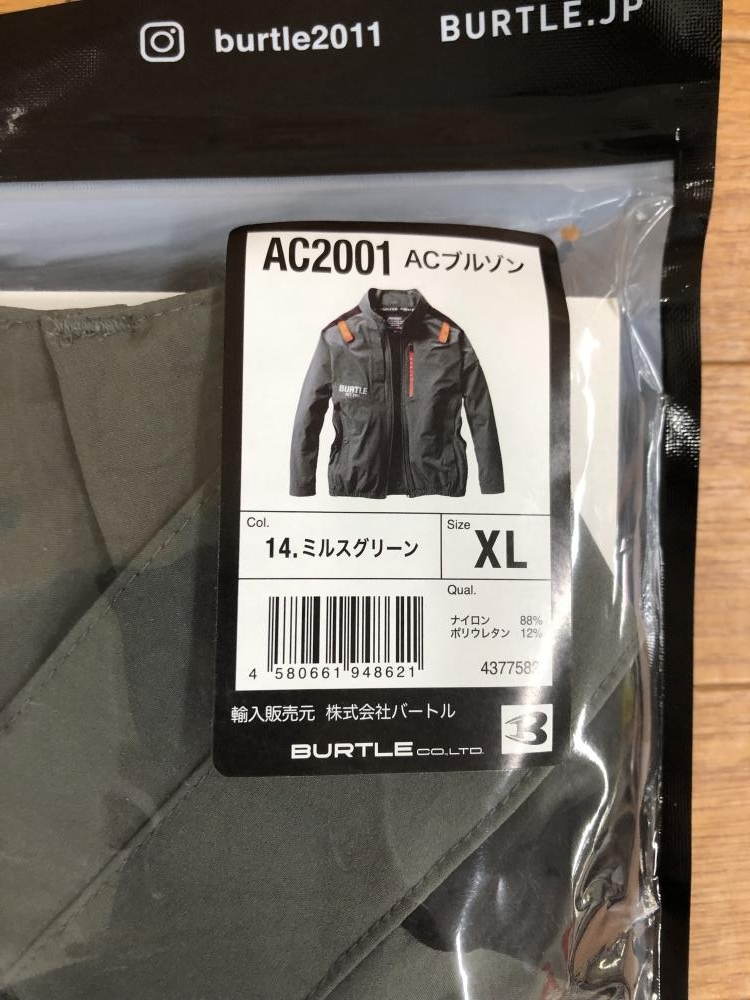 burtle2011 BURTLE.JP
AC2001 ACブルゾン
BURTLE
Col.
14.ミルスグリーン
Size
XL
Qual.
ナイロン 88%
ポリウレタン 12%
4 580661 948621
4377582
輸入販売元 株式会社バートル
BURTLE CO.,LTD.